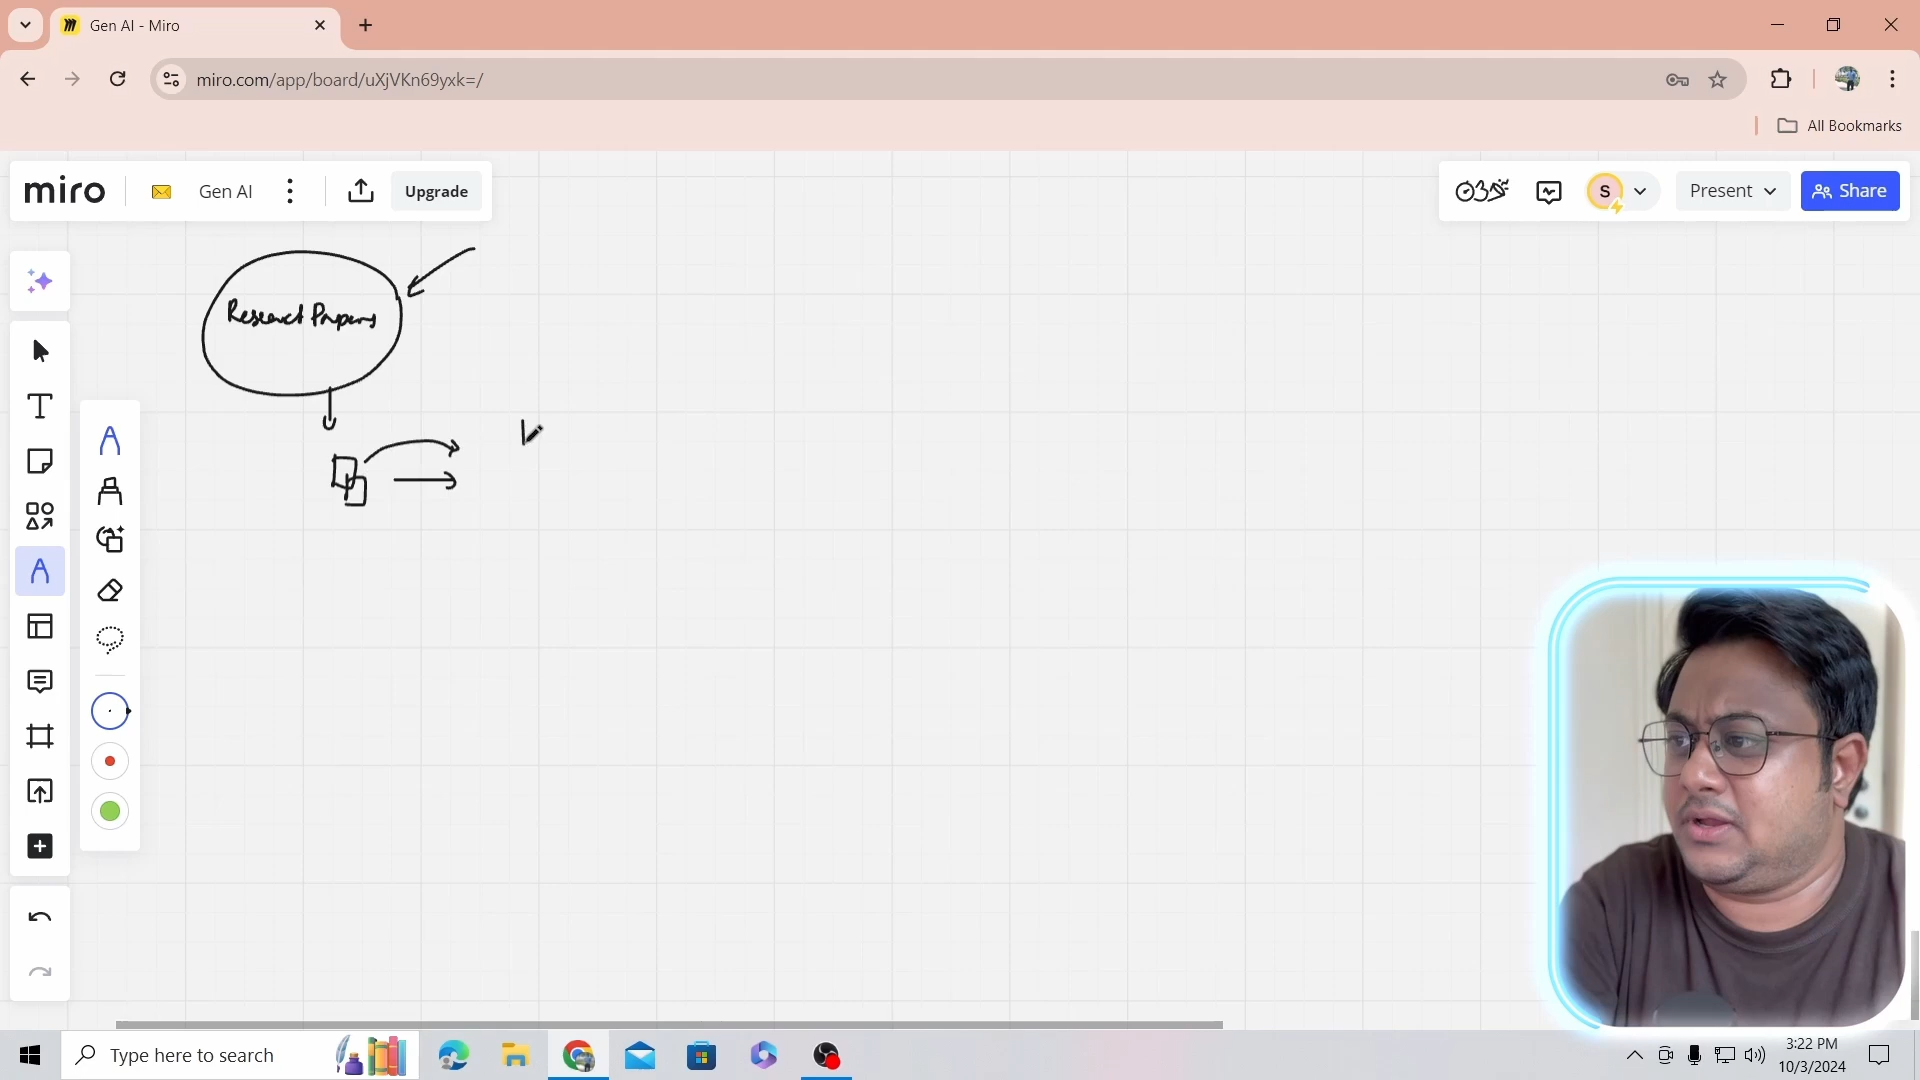 Gen AI - Miro
miro.com/app/board/uXjVKn69yxk=/
All Bookmarks
miro
Gen AI
Upgrade
S
Present
Share
Research Papers
3:22 PM
Type here to search
10/3/2024